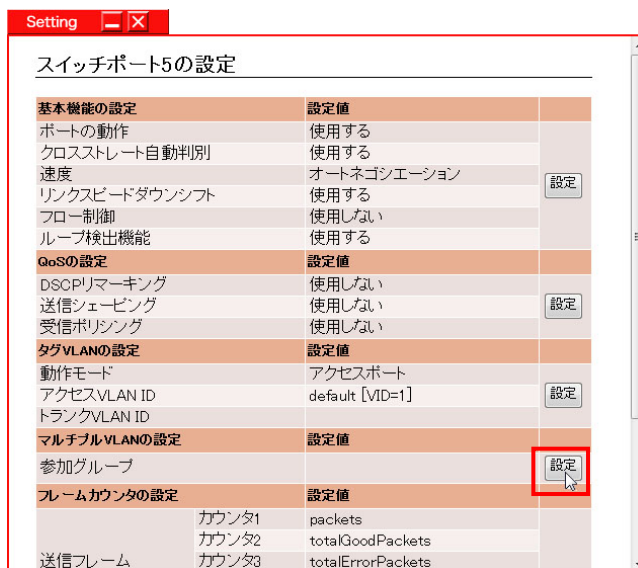 Setting
スイッチポート5の設定
基本機能の設定 設定値
ポートの動作 使用する
クロスストレート自動判別 使用する
速度 オートネゴシエーション
設定
リンクスピードダウンシフト 使用する
フロー制御 使用しない
ループ検出機能 使用する
QoSの設定 設定値
DSCPリマーキング 使用しない
送信シェーピング 使用しない 設定
受信ポリシング 使用しない
タグVLANの設定 設定値
動作モード アクセスポート
アクセスVLAN ID default [VID=1] 設定
トランクVLAN ID
マルチプルVLANの設定 設定値
参加グループ 設定
フレームカウンタの設定 設定値
カウンタ1 packets
カウンタ2 totalGoodPackets
送信フレーム カウンタ3 totalErrorPackets